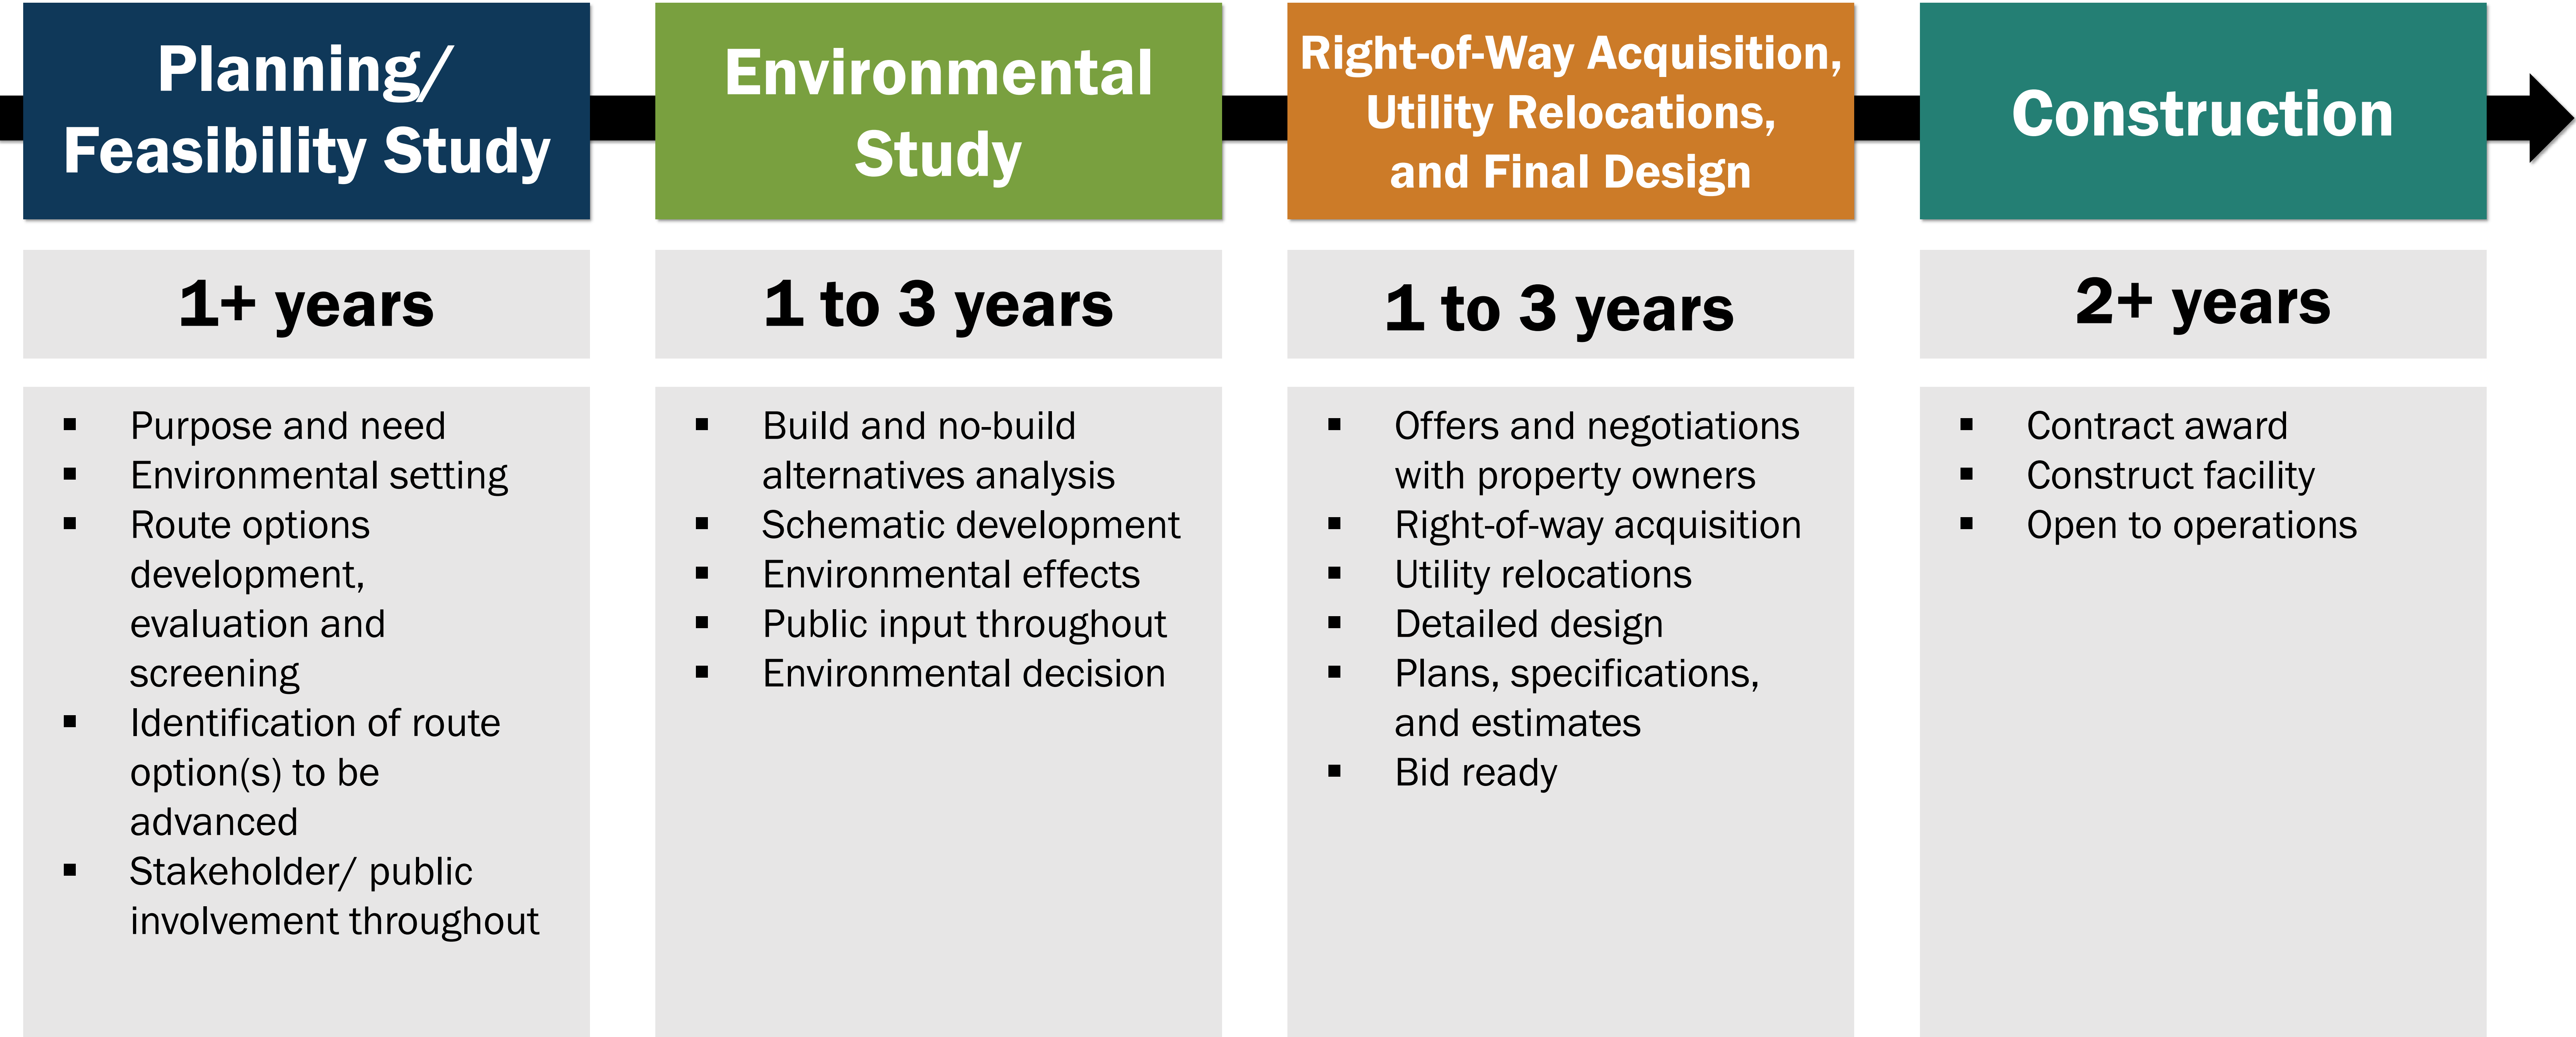 Planning/
Feasibility Study
1+ years
▪ Purpose and need
▪ Environmental setting
▪ Route options
development,
evaluation and
screening
▪ Identification of route
option(s) to be
advanced
▪ Stakeholder/ public
involvement throughout
Environmental
Study
1 to 3 years
▪ Build and no-build
alternatives analysis
▪ Schematic development
▪ Environmental effects
▪ Public input throughout
▪ Environmental decision
Right-of-Way Acquisition,
Utility Relocations,
and Final Design
1 to 3 years
▪ Offers and negotiations
with property owners
▪ Right-of-way acquisition
▪ Utility relocations
▪ Detailed design
▪ Plans, specifications,
and estimates
▪ Bid ready
Construction
2+ years
▪ Contract award
▪ Construct facility
▪ Open to operations